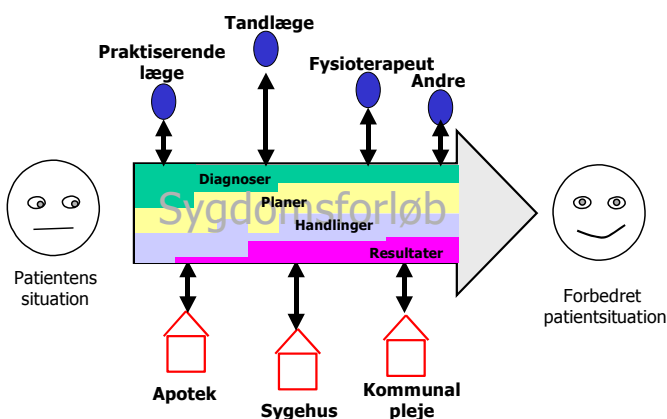 Tandlæge
Praktiserende
læge
Fysioterapeut
Andre
Diagnoser
Sygdomsforløb
Planer
Handlinger
Resultater
Patientens
situation
Forbedret
patientsituation
Apotek
Sygehus
Kommunal
pleje